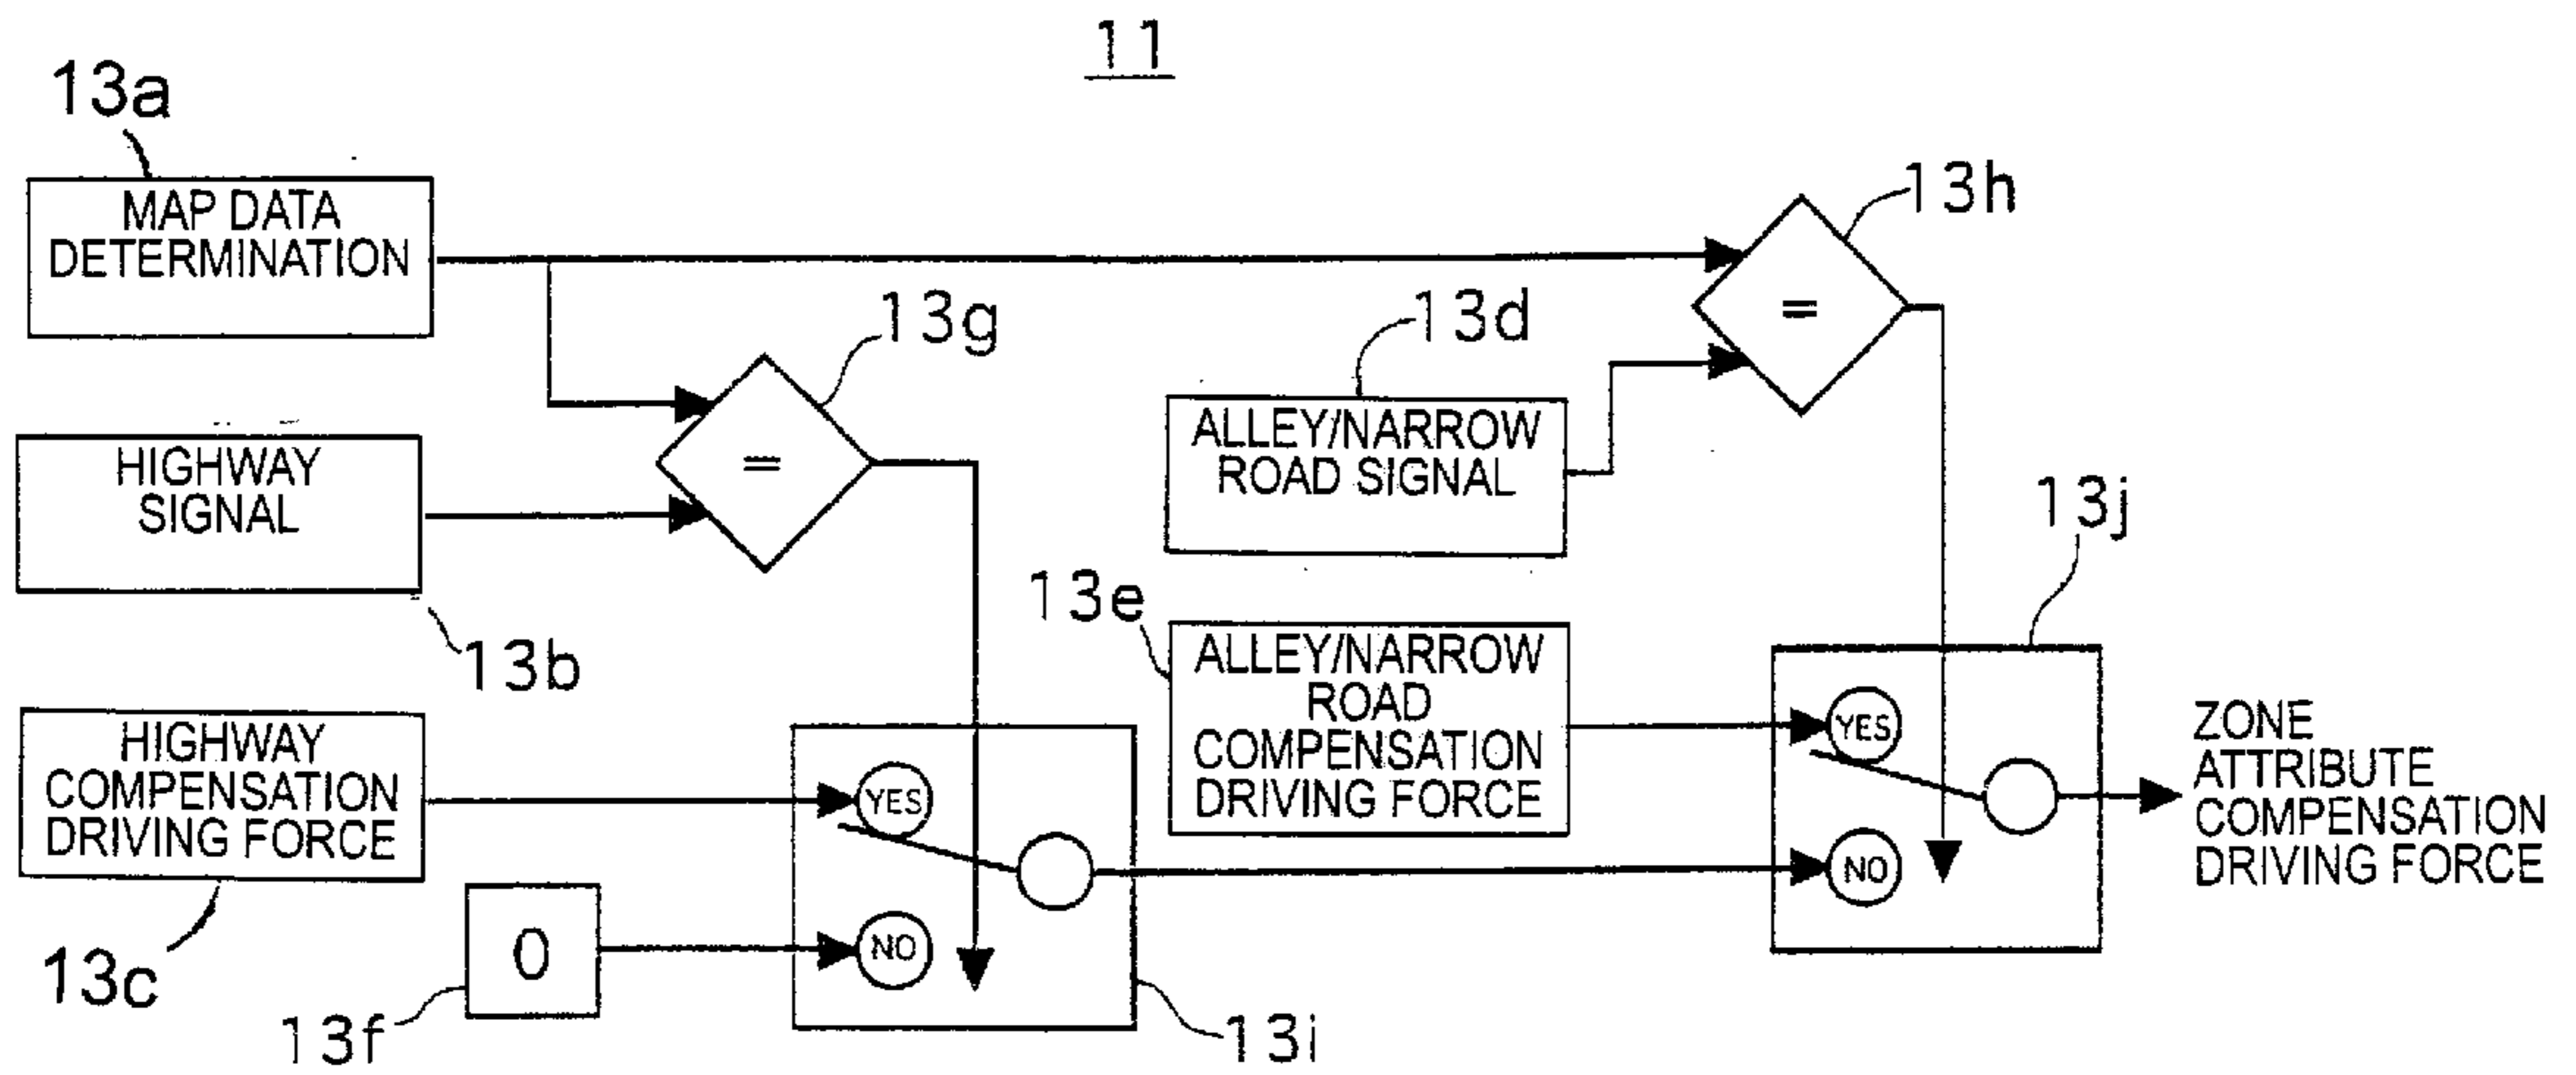 11
13a
MAP DATA
DETERMINATION
13h
=
13g
=
13d
ALLEY/NARROW
ROAD SIGNAL
HIGHWAY
SIGNAL
13b
13j
13e
ALLEY/NARROW
ROAD
COMPENSATION
DRIVING FORCE
HIGHWAY
COMPENSATION
DRIVING FORCE
13c
YES
NO
0
13f
13i
YES
NO
ZONE
ATTRIBUTE
COMPENSATION
DRIVING FORCE